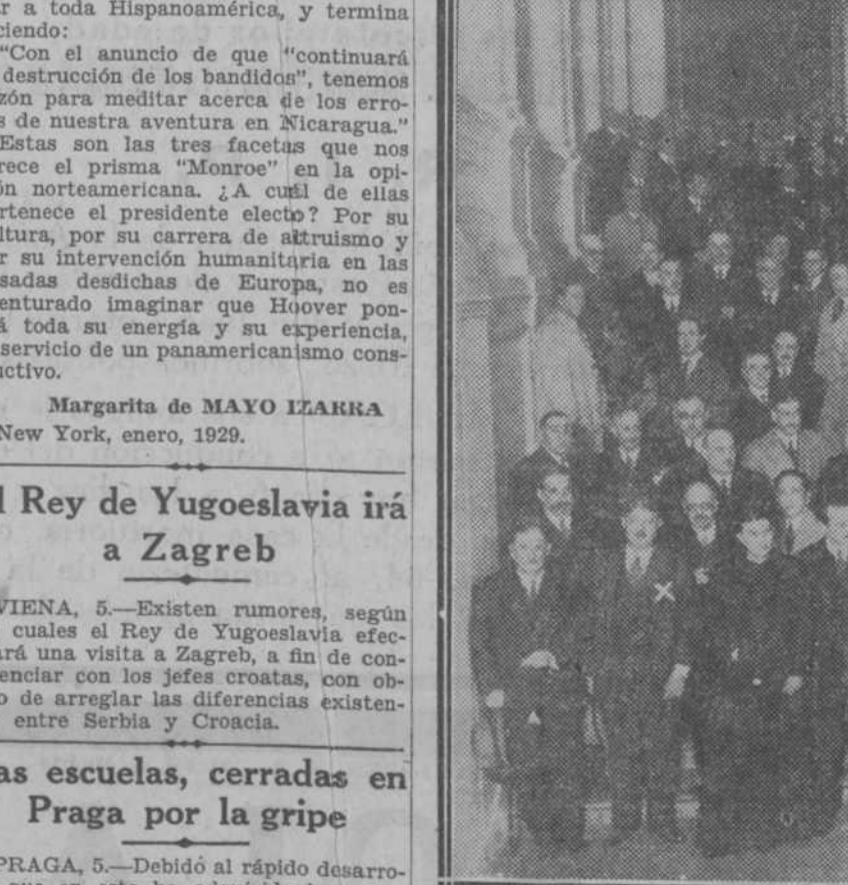 ar a toda Hispanoamérica, y termina
ciendo:
“Con el anuncio de que “continuará
destrucción de los bandidos”, tenemos
zón para meditar acerca de los erro-
s de nuestra aventura en Nicaragua.”
Estas son las tres facetas que nos
rece el prisma “Monroe” en la opi-
ón norteamericana. ¿A cuál de ellas
rtenece el presidente electo? Por su
ltura, por su carrera de altruismo y
r su intervención humanitaria en las
sadas desdichas de Europa, no es
enturado imaginar que Hoover pon-
á toda su energía y su experiencia,
servicio de un panamericanismo cons-
uctivo.
Margarita de MAYO IZARRA
New York, enero, 1929.
l Rey de Yugoeslavia irá
a Zagreb
VIENA, 5.—Existen rumores, según
cuales el Rey de Yugoeslavia efec-
ará una visita a Zagreb, a fin de con-
enciar con los jefes croatas, con ob-
o de arreglar las diferencias existen-
entre Serbia y Croacia.
as escuelas, cerradas en
Praga por la gripe
PRAGA, 5.—Debido al rápido desarro-